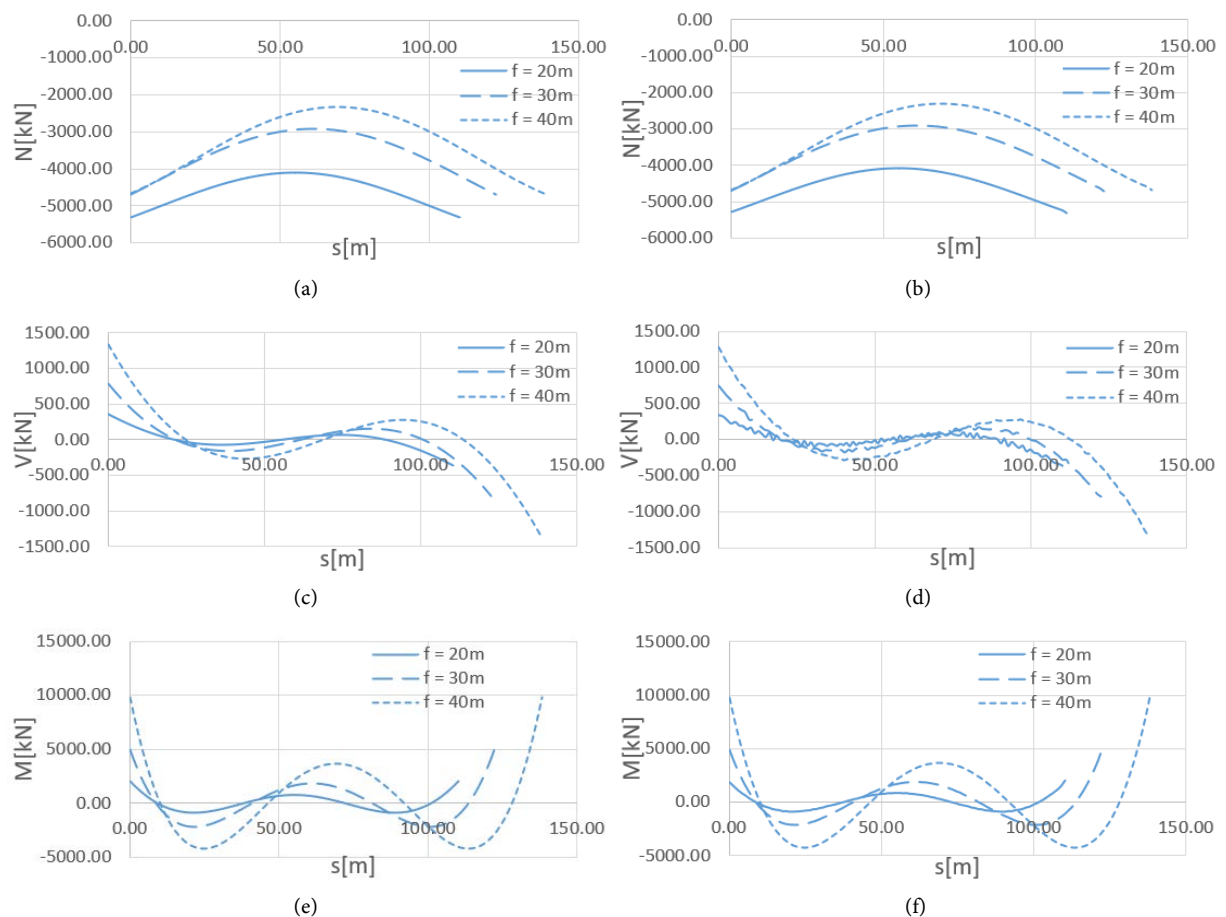 0.00
-1000.00
-2000.00
-3000.00
-4000.00
-5000.00
-6000.00
N[kN]
0.00
50.00
100.00
150.00
s[m]
f = 20m
f = 30m
f = 40m
(a)
0.00
-1000.00
-2000.00
-3000.00
-4000.00
-5000.00
-6000.00
N[kN]
0.00
50.00
100.00
150.00
s[m]
f = 20m
f = 30m
f = 40m
(b)
1500.00
1000.00
500.00
0.00
-500.00
-1000.00
-1500.00
V[kN]
0.00
50.00
100.00
150.00
s[m]
f = 20m
f = 30m
f = 40m
(c)
1500.00
1000.00
500.00
0.00
-500.00
-1000.00
-1500.00
V[kN]
0.00
50.00
100.00
150.00
s[m]
f = 20m
f = 30m
f = 40m
(d)
15000.00
10000.00
5000.00
0.00
-5000.00
M[kN]
0.00
50.00
100.00
150.00
s[m]
f = 20m
f = 30m
f = 40m
(e)
15000.00
10000.00
5000.00
0.00
-5000.00
M[kN]
0.00
50.00
100.00
150.00
s[m]
f = 20m
f = 30m
f = 40m
(f)